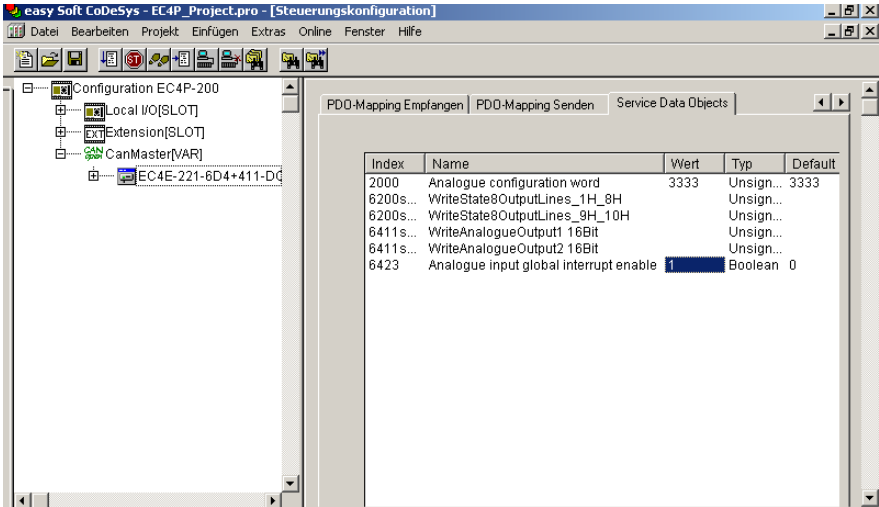 easy Soft CoDeSys - EC4P_Project.pro - [Steuerungskonfiguration]
Datei Bearbeiten Projekt Einfügen Extras Online Fenster Hilfe
Configuration EC4P-200
Local I/O[SLOT]
EXT Extension[SLOT]
CAN CanMaster[VAR]
EC4E-221-6D4+411-DC
PDO-Mapping Empfangen PDO-Mapping Senden Service Data Objects
Index Name Wert Typ Default
2000 Analogue configuration word 3333 Unsign... 3333
6200s... WriteState8OutputLines_1H_8H Unsign...
6200s... WriteState8OutputLines_9H_10H Unsign...
6411s... WriteAnalogueOutput1 16Bit Unsign...
6411s... WriteAnalogueOutput2 16Bit Unsign...
6423 Analogue input global interrupt enable 1 Boolean 0